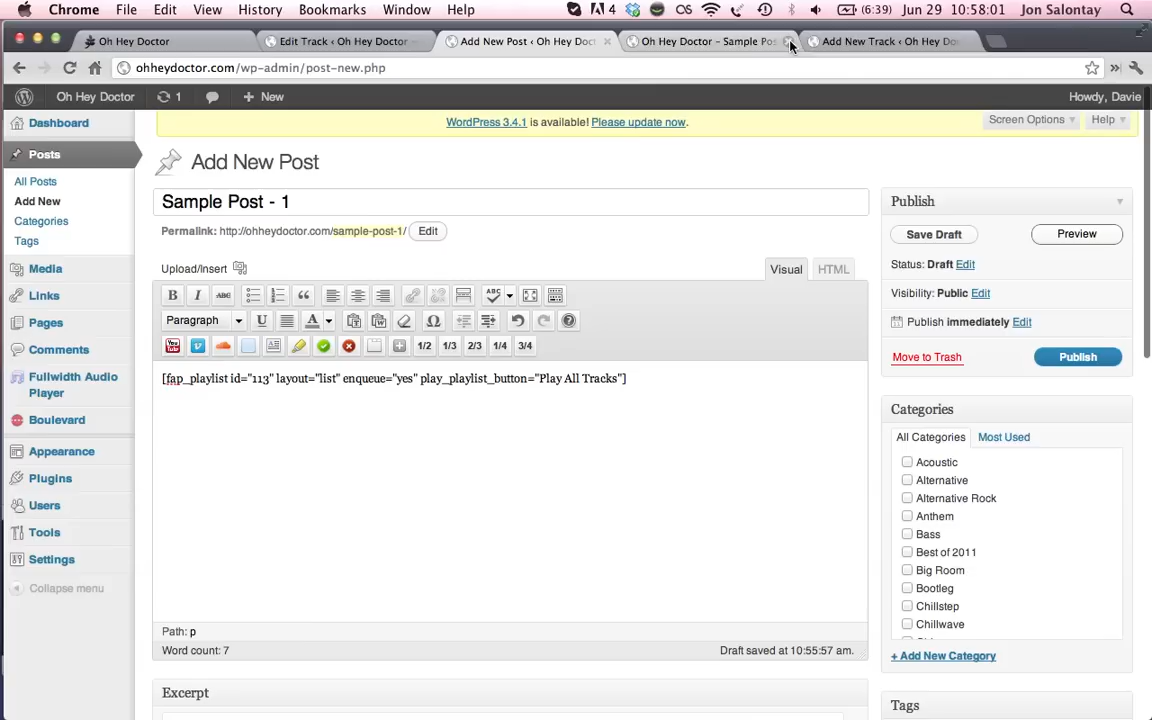 Chrome File Edit View History Bookmarks Window Help 4 (6:39) Jun 29 10:58:01 Jon Salontay
Oh Hey Doctor Edit Track ‹ Oh Hey Doctor Add New Post ‹ Oh Hey Doct Oh Hey Doctor – Sample Pos Add New Track ‹ Oh Hey Do
ohheydoctor.com/wp-admin/post-new.php
Oh Hey Doctor 1 + New Howdy, Davie
WordPress 3.4.1 is available! Please update now.
Screen Options Help
Dashboard
Posts
All Posts
Add New
Categories
Tags
Media
Links
Pages
Comments
Fullwidth Audio
Player
Boulevard
Appearance
Plugins
Users
Tools
Settings
Collapse menu
Add New Post
Sample Post - 1
Permalink: http://ohheydoctor.com/sample-post-1/ Edit
Upload/Insert
Visual HTML
B I ABC ABC
Paragraph U A
You Tube 1/2 1/3 2/3 1/4 3/4
[fap_playlist id="113" layout="list" enqueue="yes" play_playlist_button="Play All Tracks"]
Path: p
Word count: 7 Draft saved at 10:55:57 am.
Excerpt
Publish
Save Draft Preview
Status: Draft Edit
Visibility: Public Edit
Publish immediately Edit
Move to Trash Publish
Categories
All Categories Most Used
Acoustic
Alternative
Alternative Rock
Anthem
Bass
Best of 2011
Big Room
Bootleg
Chillstep
Chillwave
+ Add New Category
Tags